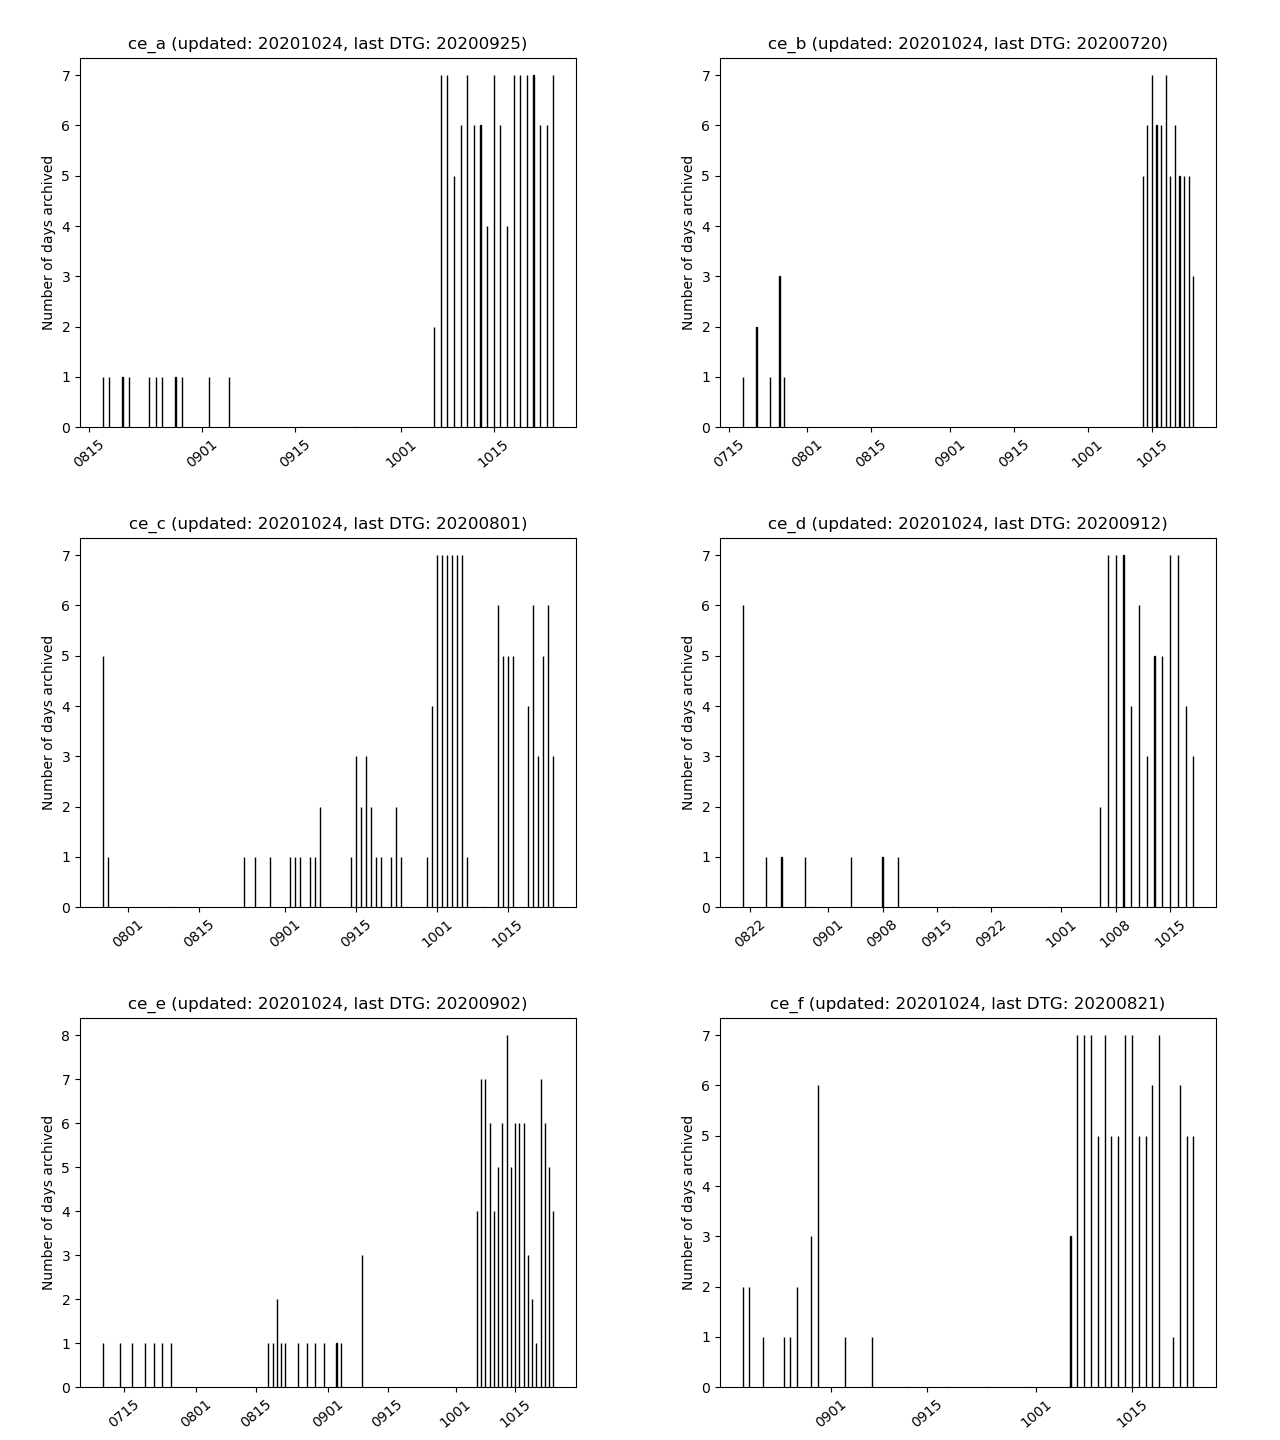 ce_a (updated: 20201024, last DTG: 20200925)
Number of days archived
7
6
5
4
3
2
1
0
0815 0901 0915 1001 1015
ce_b (updated: 20201024, last DTG: 20200720)
Number of days archived
7
6
5
4
3
2
1
0
0715 0801 0815 0901 0915 1001 1015
ce_c (updated: 20201024, last DTG: 20200801)
Number of days archived
7
6
5
4
3
2
1
0
0801 0815 0901 0915 1001 1015
ce_d (updated: 20201024, last DTG: 20200912)
Number of days archived
7
6
5
4
3
2
1
0
0822 0901 0908 0915 0922 1001 1008 1015
ce_e (updated: 20201024, last DTG: 20200902)
Number of days archived
8
7
6
5
4
3
2
1
0
0715 0801 0815 0901 0915 1001 1015
ce_f (updated: 20201024, last DTG: 20200821)
Number of days archived
7
6
5
4
3
2
1
0
0901 0915 1001 1015